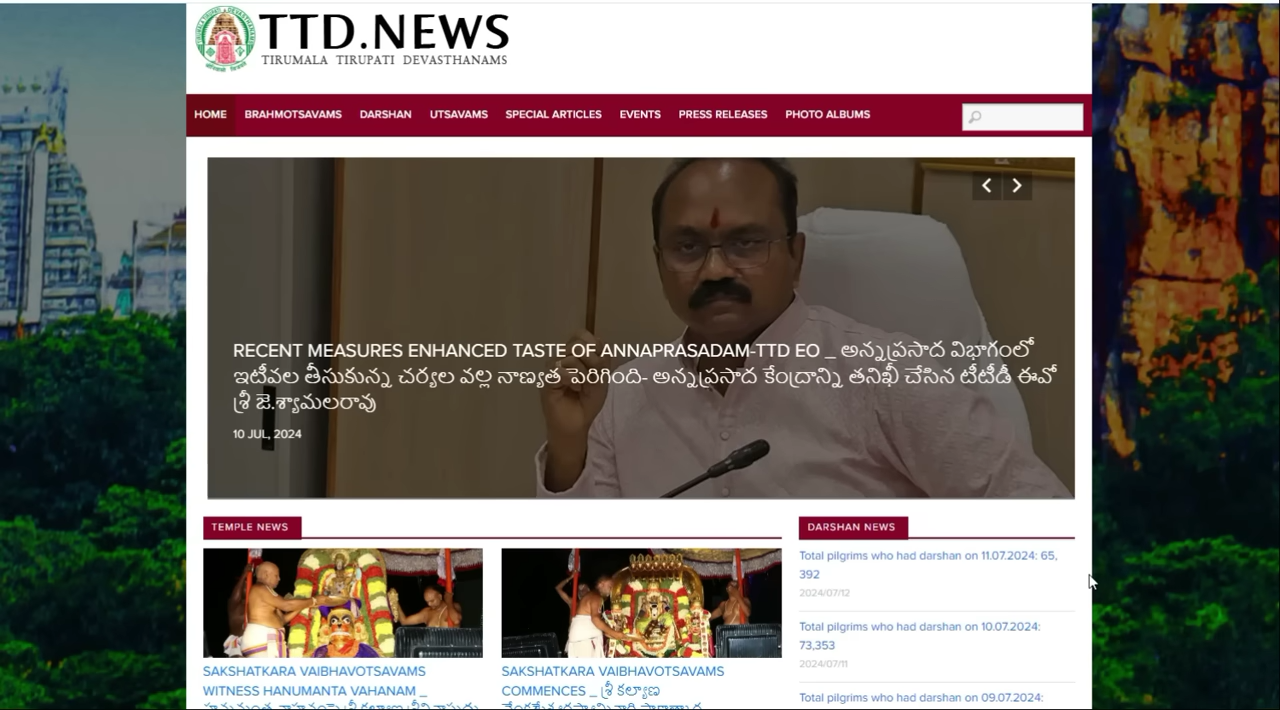 TTD.NEWS
TIRUMALA TIRUPATI DEVASTHANAMS
HOME BRAHMOTSAVAMS DARSHAN UTSAVAMS SPECIAL ARTICLES EVENTS PRESS RELEASES PHOTO ALBUMS
RECENT MEASURES ENHANCED TASTE OF ANNAPRASADAM-TTD EO _ అన్నప్రసాద విభాగంలో
ఇటీవల తీసుకున్న చర్యల వల్ల నాణ్యత పెరిగింది- అన్నప్రసాద కేంద్రాన్ని తనిఖీ చేసిన టీటీడీ ఈవో
శ్రీ జె.శ్యామలరావు
10 JUL, 2024
TEMPLE NEWS
SAKSHATKARA VAIBHAVOTSAVAMS
WITNESS HANUMANTA VAHANAM _
SAKSHATKARA VAIBHAVOTSAVAMS
COMMENCES _ శ్రీ కల్యాణ
DARSHAN NEWS
Total pilgrims who had darshan on 11.07.2024: 65,
392
2024/07/12
Total pilgrims who had darshan on 10.07.2024:
73,353
2024/07/11
Total pilgrims who had darshan on 09.07.2024: